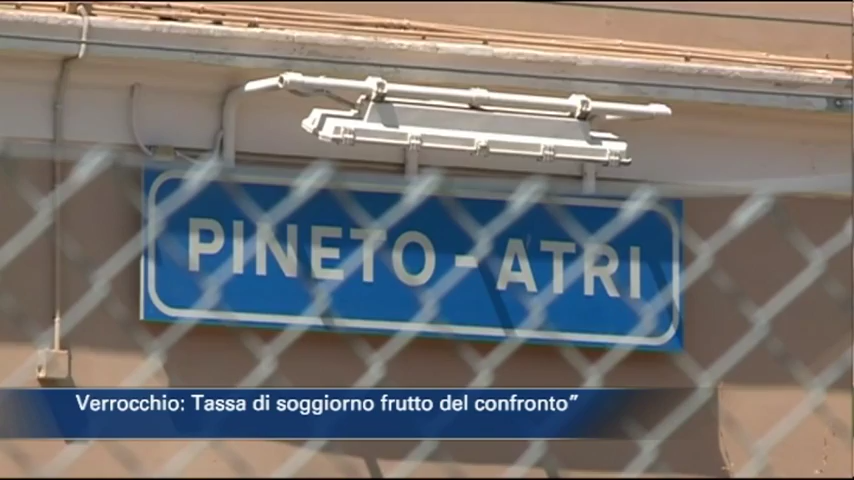 PINETO - ATRI
Verrocchio: Tassa di soggiorno frutto del confronto”